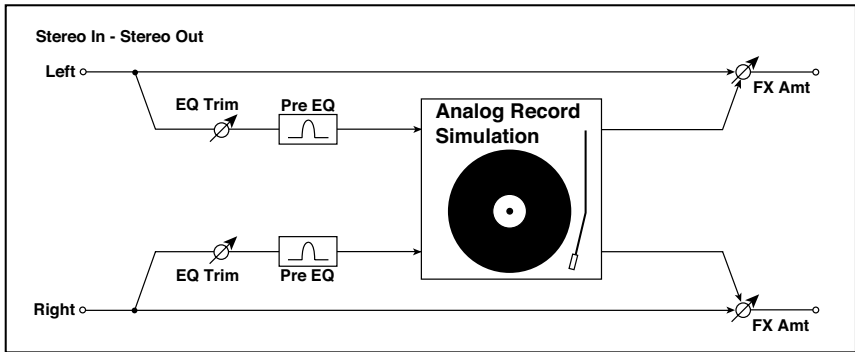 Stereo In - Stereo Out
Left
EQ Trim
Pre EQ
Analog Record
Simulation
FX Amt
EQ Trim
Pre EQ
Right
FX Amt